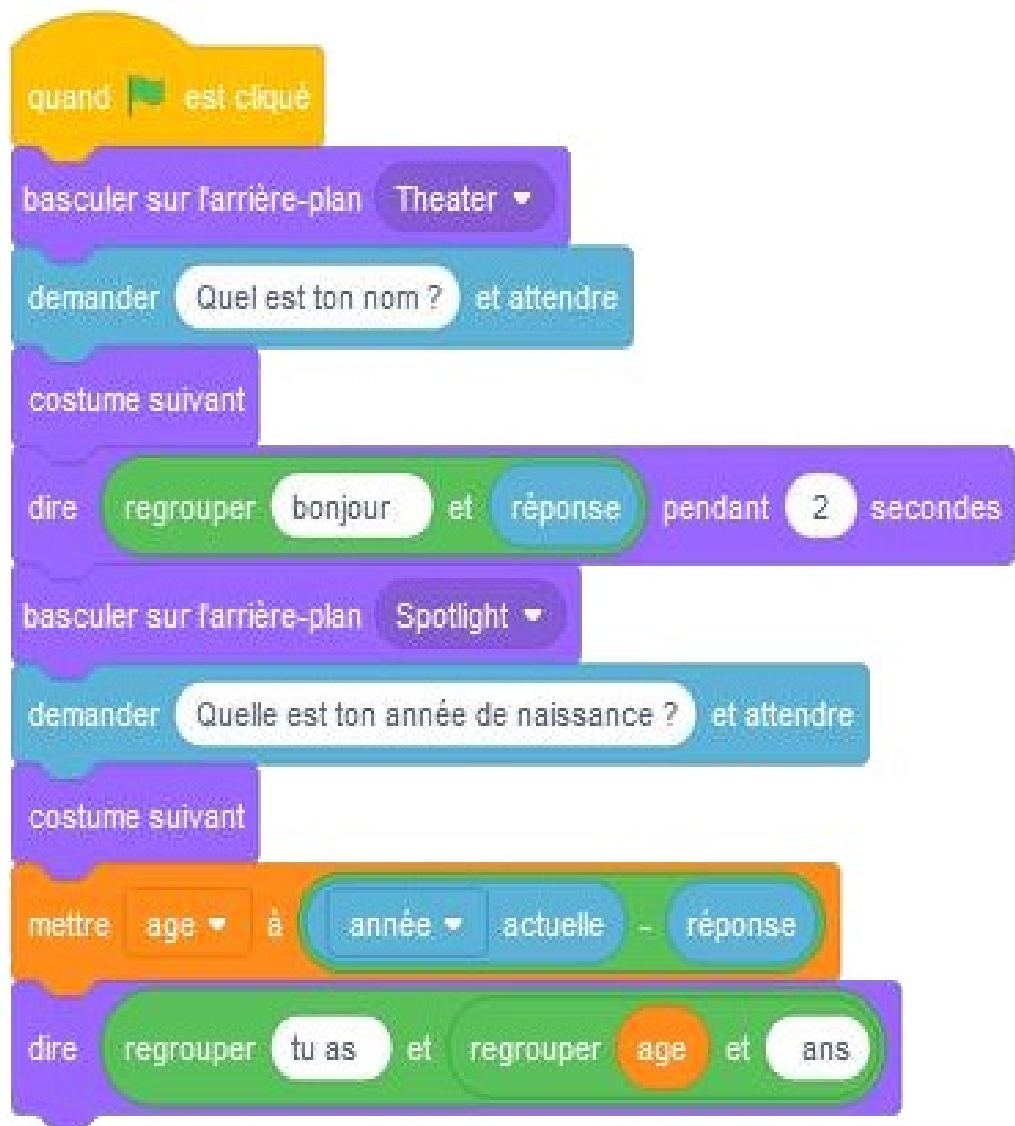 quand est cliqué
basculer sur l'arrière-plan Theater
demander Quel est ton nom ? et attendre
costume suivant
dire regrouper bonjour et réponse pendant 2 secondes
basculer sur l'arrière-plan Spotlight
demander Quelle est ton année de naissance ? et attendre
costume suivant
mettre age à année actuelle - réponse
dire regrouper tu as et regrouper age et ans